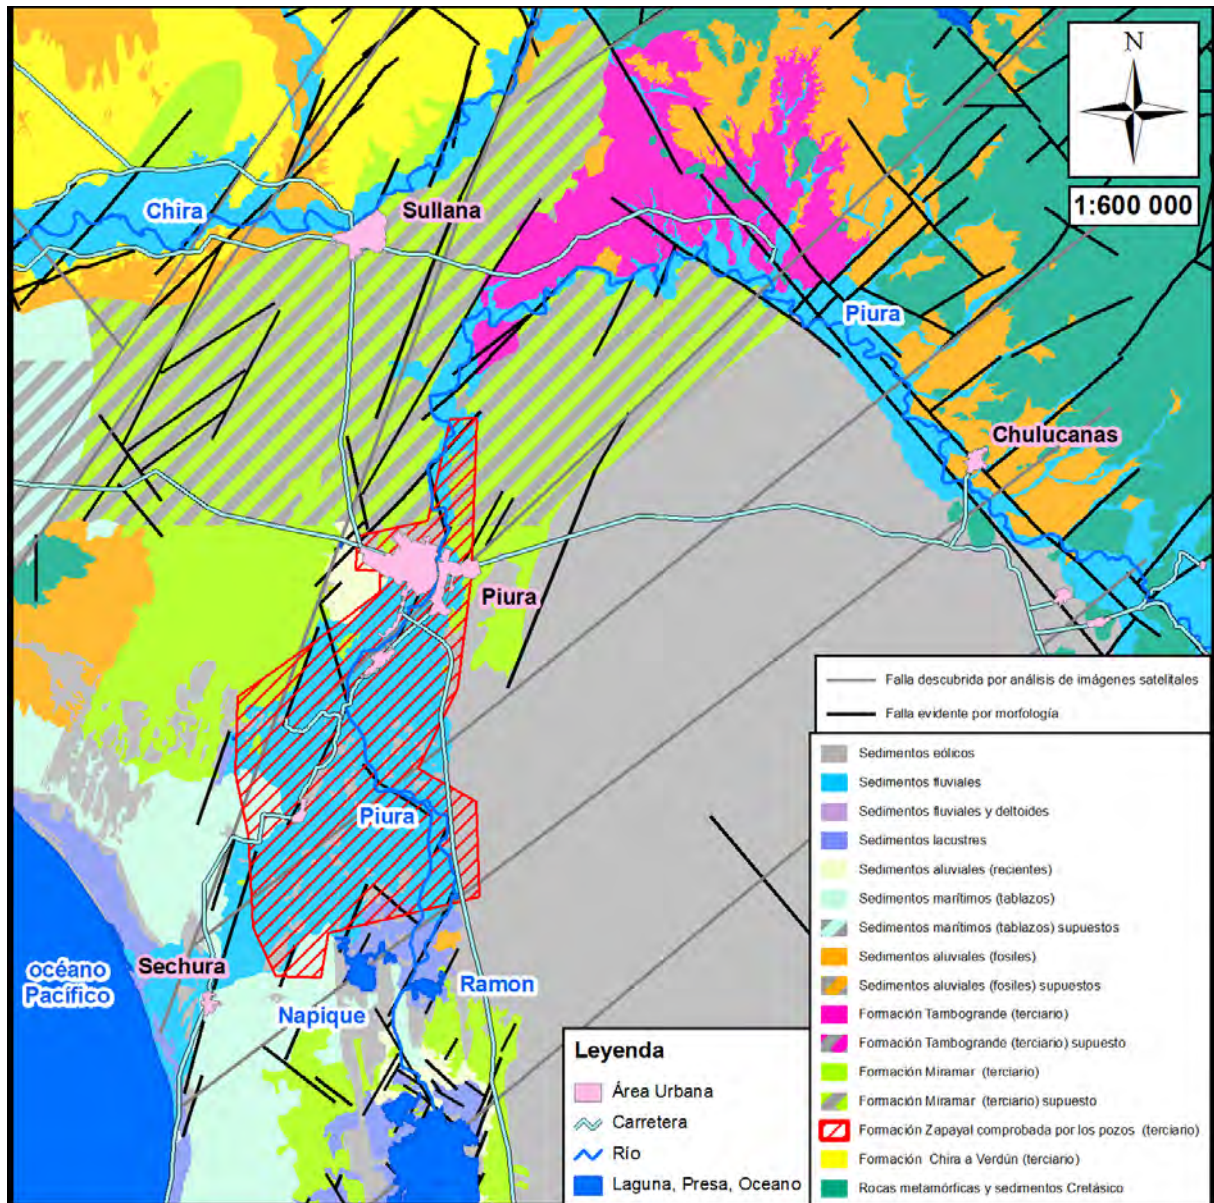 N
1:600 000
Chira
Sullana
Piura
Chulucanas
Piura
Piura
Sechura
océano
Pacífico
Napique
Ramon
Falla descubrida por análisis de imágenes satelitales
Falla evidente por morfología
Sedimentos eólicos
Sedimentos fluviales
Sedimentos fluviales y deltoides
Sedimentos lacustres
Sedimentos aluviales (recientes)
Sedimentos marítimos (tablazos)
Sedimentos marítimos (tablazos) supuestos
Sedimentos aluviales (fosiles)
Sedimentos aluviales (fosiles) supuestos
Formación Tambogrande (terciario)
Formación Tambogrande (terciario) supuesto
Formación Miramar (terciario)
Formación Miramar (terciario) supuesto
Formación Zapayal comprobada por los pozos (terciario)
Formación Chira a Verdún (terciario)
Rocas metamórficas y sedimentos Cretásico
Leyenda
Área Urbana
Carretera
Río
Laguna, Presa, Oceano